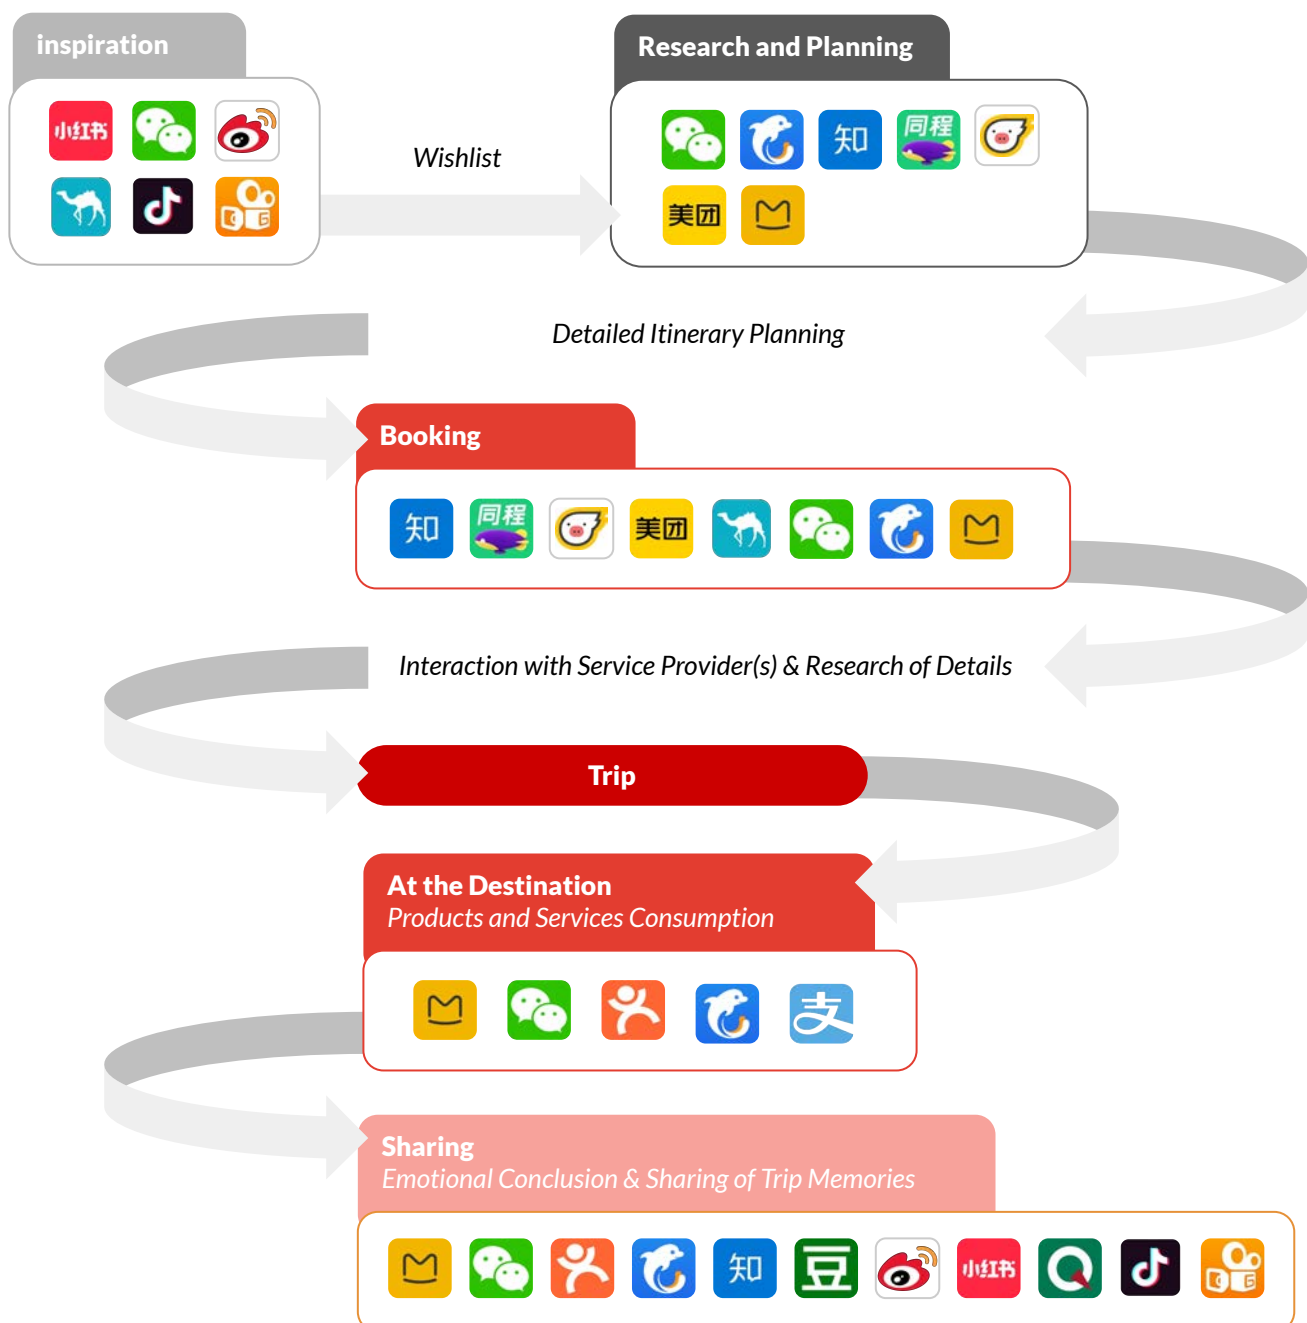 inspiration
Research and Planning
小红书
知
同程
Wishlist
美团
Detailed Itinerary Planning
Booking
知
同程
美团
Interaction with Service Provider(s) & Research of Details
Trip
At the Destination
Products and Services Consumption
支
Sharing
Emotional Conclusion & Sharing of Trip Memories
知
豆
小红书